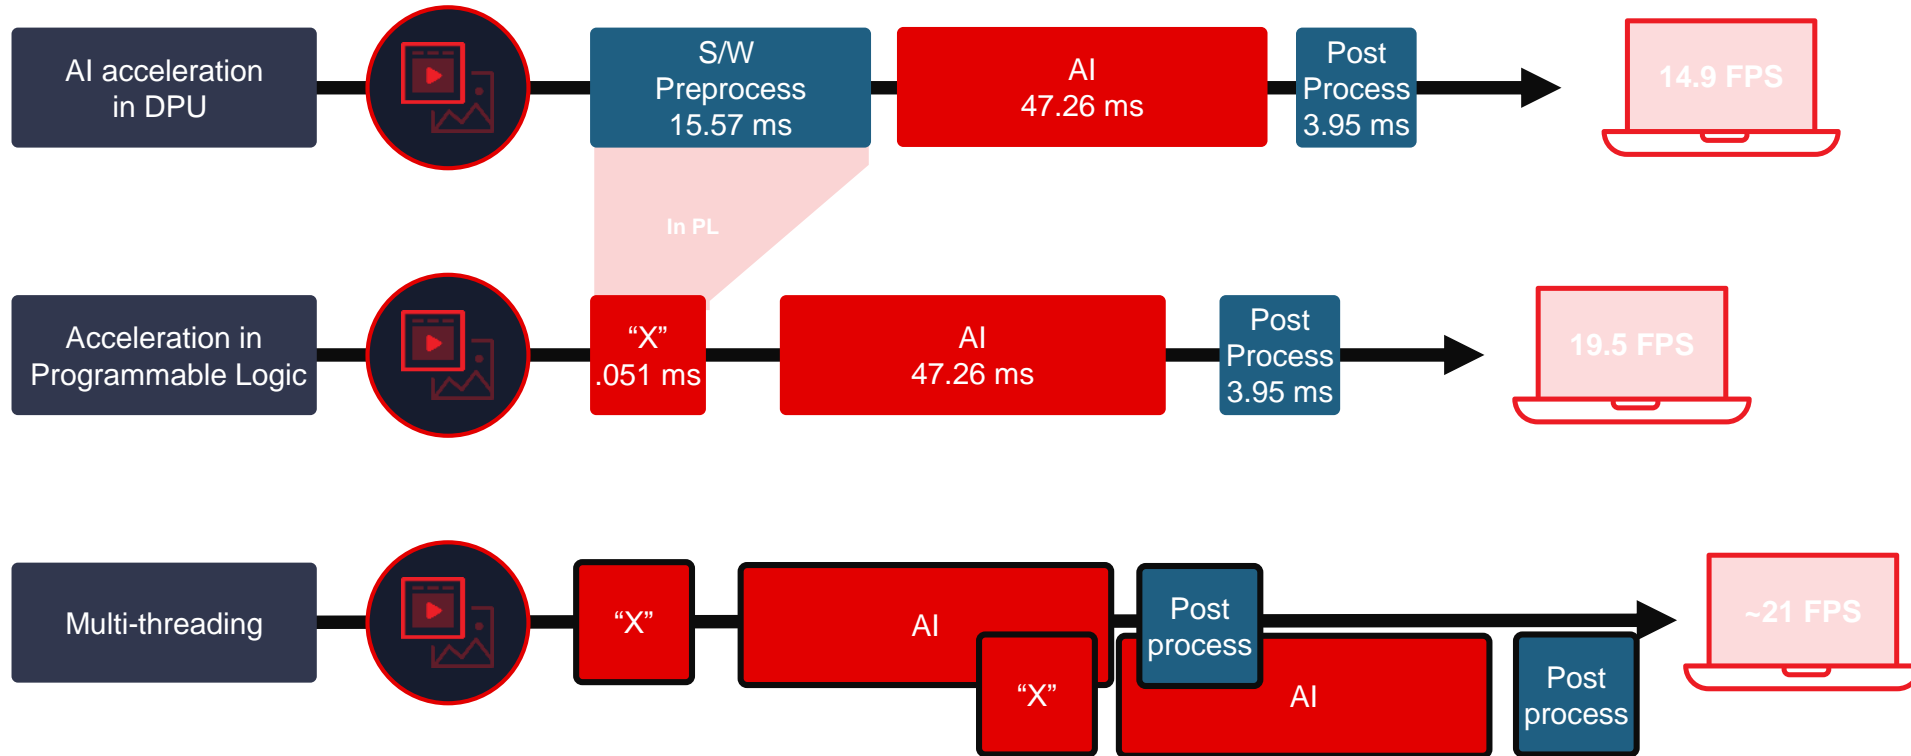 AI acceleration
in DPU
S/W
Preprocess
15.57 ms
AI
47.26 ms
Post
Process
3.95 ms
14.9 FPS
In PL
Acceleration in
Programmable Logic
“X”
.051 ms
AI
47.26 ms
Post
Process
3.95 ms
19.5 FPS
Multi-threading
“X”
AI
Post
process
~21 FPS
“X”
AI
Post
process